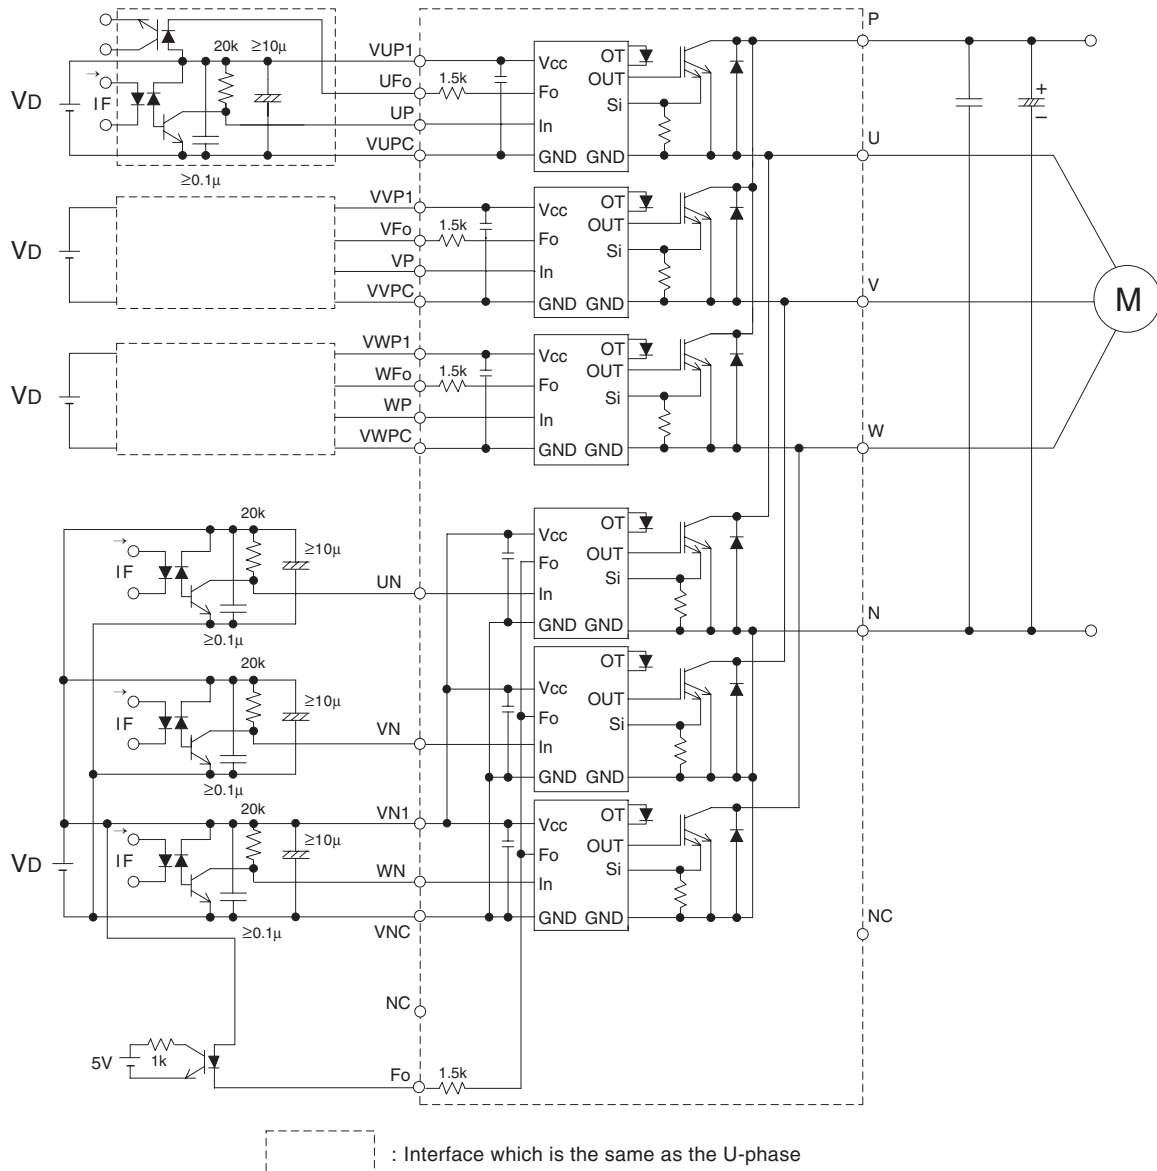 P
20k ≥10μ
VUP1
OT
Vcc
OUT
1.5k
UFo
Fo
Si
VD
IF
UP
In
VUPC
GND GND
U
≥0.1μ
VVP1
OT
Vcc
OUT
1.5k
VFo
Fo
Si
VD
VP
In
VVPC
GND GND
V
M
VWP1
OT
Vcc
OUT
1.5k
WFo
Fo
Si
VD
WP
In
VWPC
GND GND
W
20k
≥10μ
OT
Vcc
OUT
Fo
IF
Si
UN
In
≥0.1μ
GND GND
N
20k
OT
Vcc
≥10μ
OUT
IF
Fo
Si
VN
In
≥0.1μ
GND GND
20k
VN1
OT
Vcc
≥10μ
OUT
VD
IF
Fo
Si
WN
In
GND GND
NC
≥0.1μ
VNC
NC
5V
1k
Fo
1.5k
+
−
: Interface which is the same as the U-phase